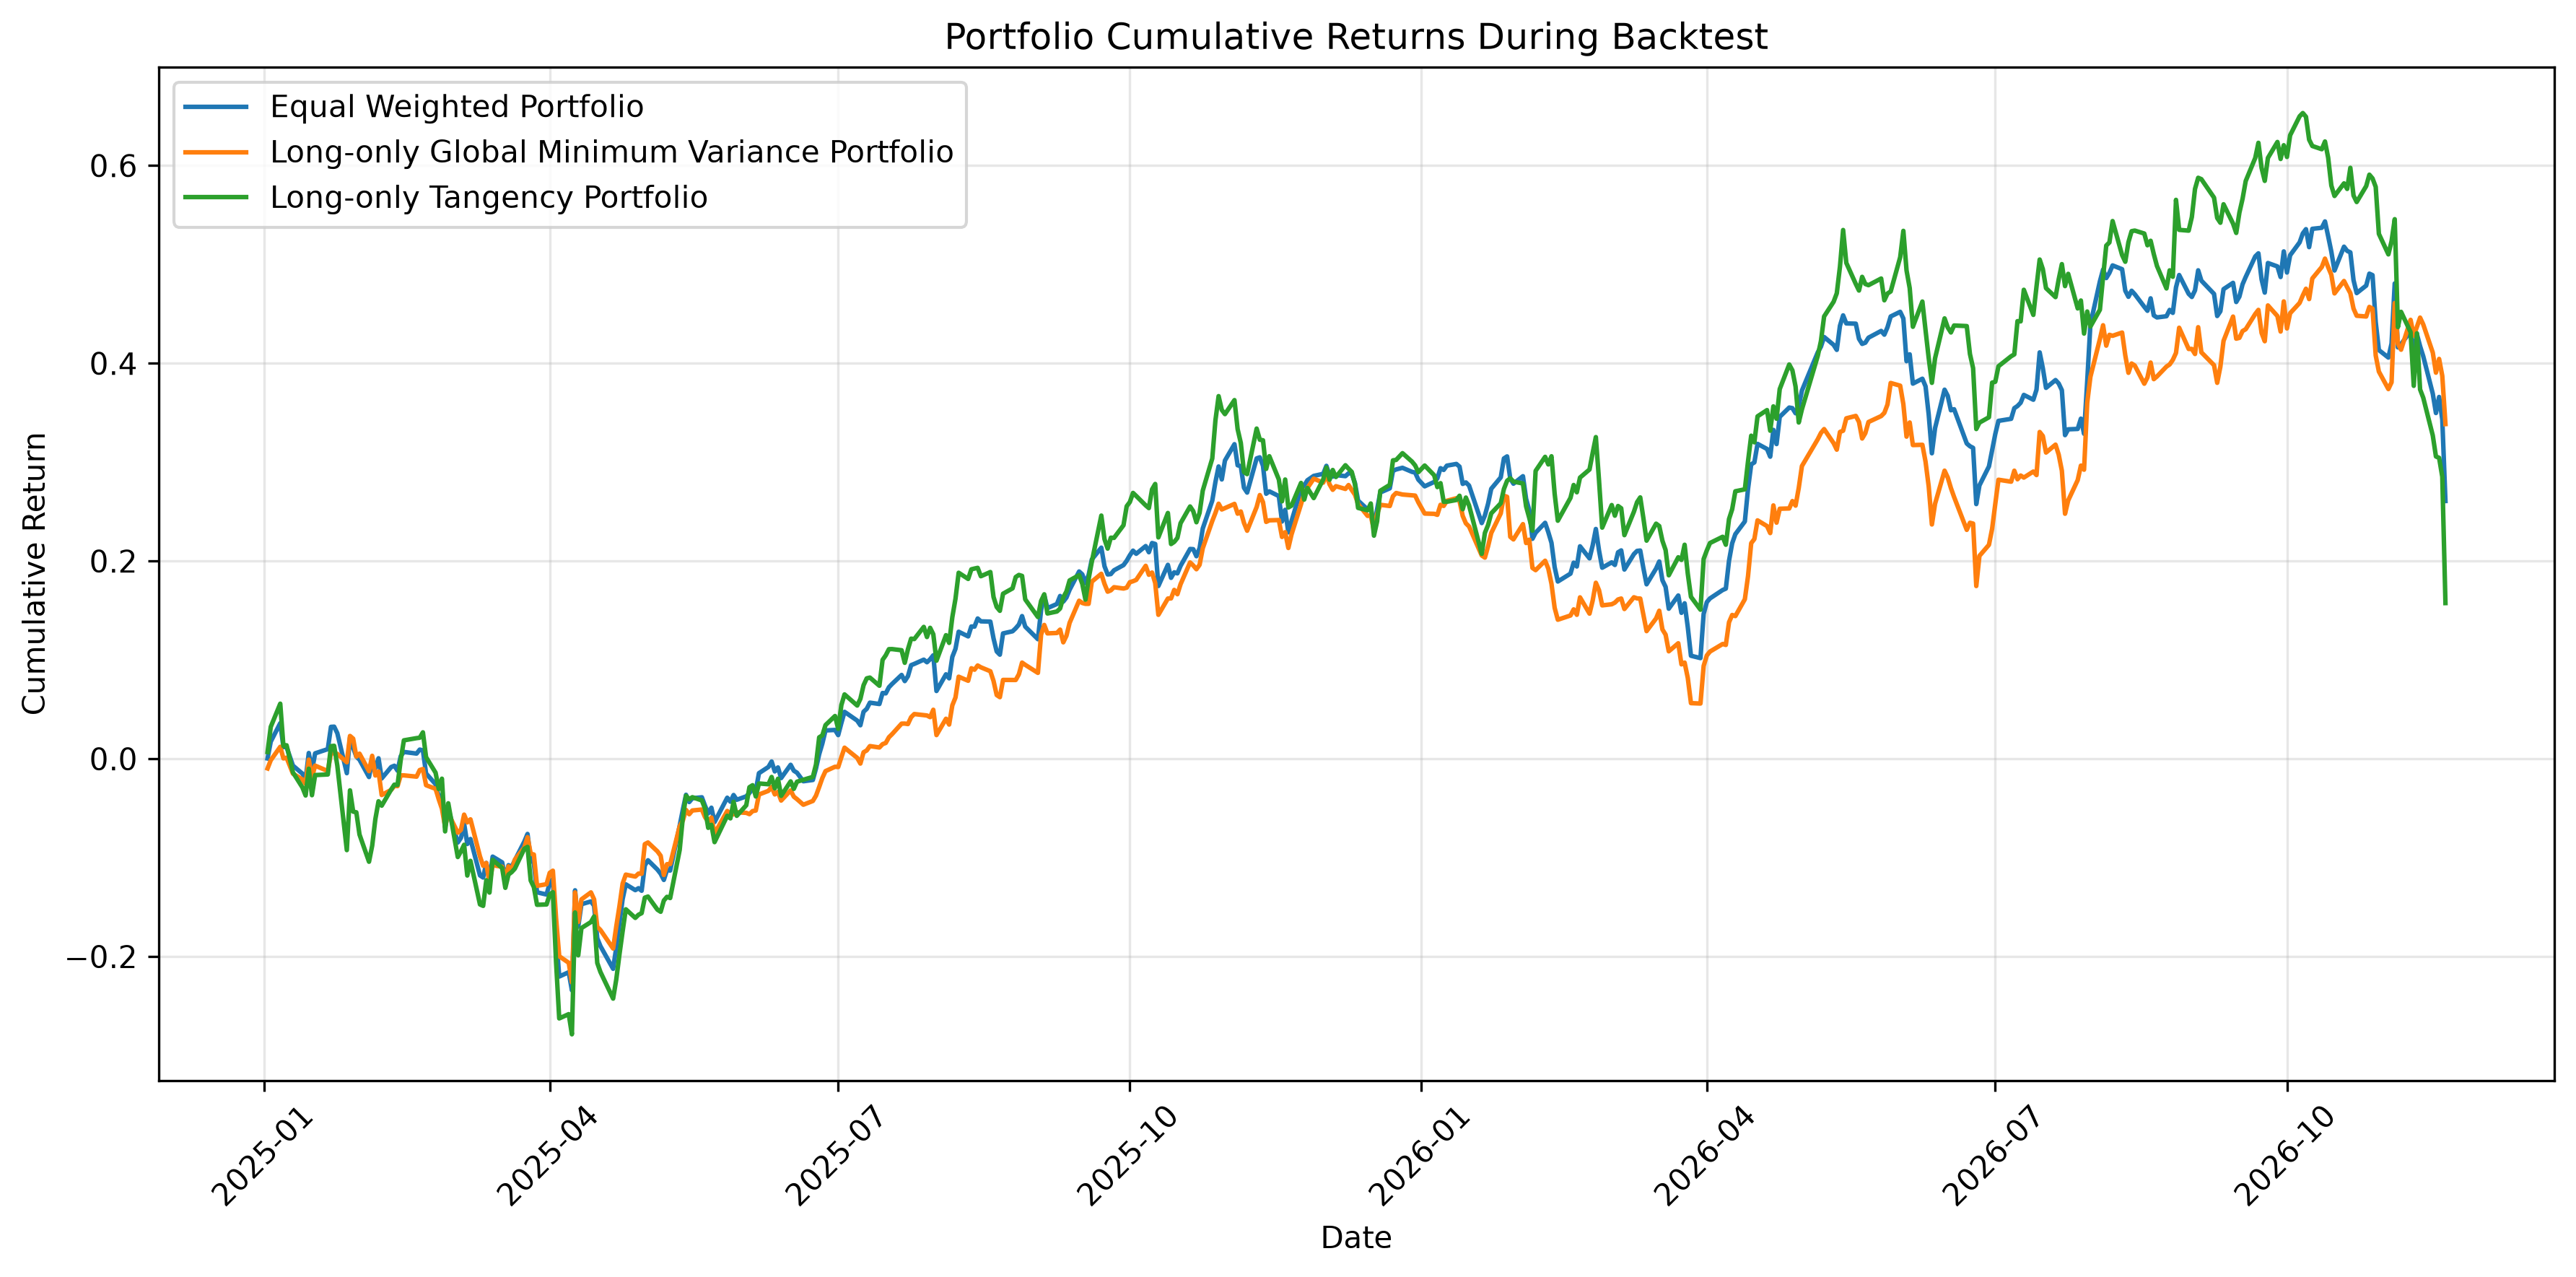 Portfolio Cumulative Returns During Backtest
Equal Weighted Portfolio
Long-only Global Minimum Variance Portfolio
Long-only Tangency Portfolio
Cumulative Return
0.6
0.4
0.2
0.0
−0.2
2025-01
2025-04
2025-07
2025-10
2026-01
2026-04
2026-07
2026-10
Date